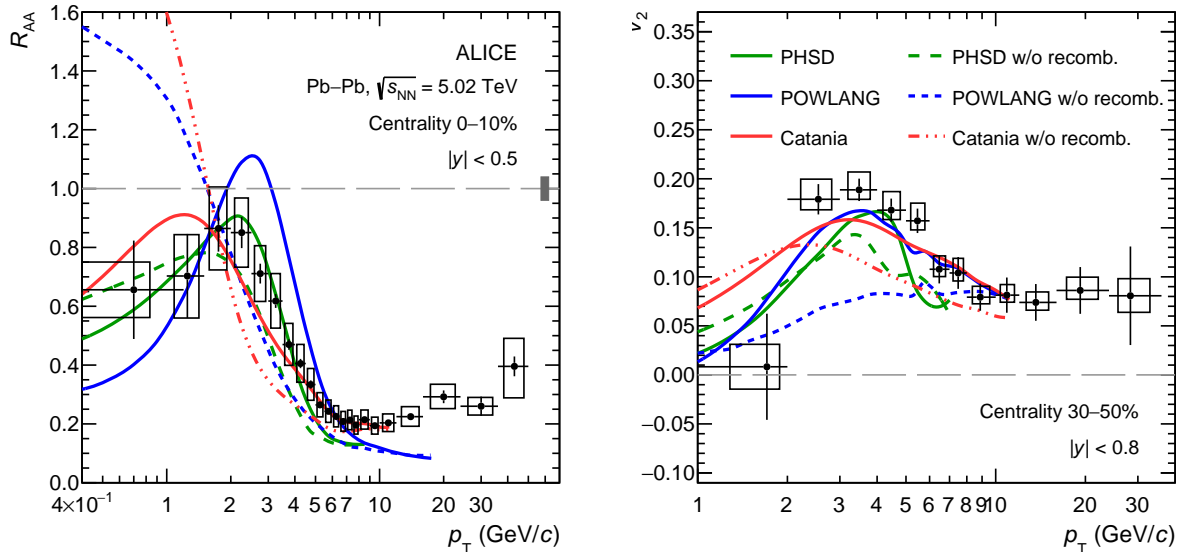 R_AA
1.6
1.4
1.2
1.0
0.8
0.6
0.4
0.2
0.0
ALICE
Pb–Pb, √s_NN = 5.02 TeV
Centrality 0–10%
|y| < 0.5
4×10⁻¹ 1 2 3 4 5 6 7 10 20 30
p_T (GeV/c)
v_2
0.35
0.30
0.25
0.20
0.15
0.10
0.05
0.00
−0.05
−0.10
PHSD PHSD w/o recomb.
POWLANG POWLANG w/o recomb.
Catania Catania w/o recomb.
Centrality 30–50%
|y| < 0.8
1 2 3 4 5 6 7 8 9 10 20 30
p_T (GeV/c)